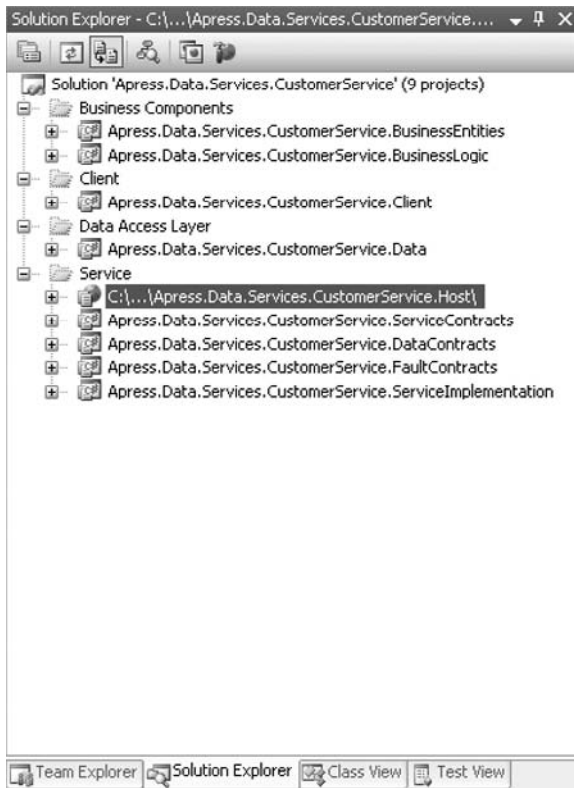 Solution Explorer - C:\...\Apress.Data.Services.CustomerService....
Solution 'Apress.Data.Services.CustomerService' (9 projects)
Business Components
Apress.Data.Services.CustomerService.BusinessEntities
Apress.Data.Services.CustomerService.BusinessLogic
Client
Apress.Data.Services.CustomerService.Client
Data Access Layer
Apress.Data.Services.CustomerService.Data
Service
C:\...\Apress.Data.Services.CustomerService.Host\
Apress.Data.Services.CustomerService.ServiceContracts
Apress.Data.Services.CustomerService.DataContracts
Apress.Data.Services.CustomerService.FaultContracts
Apress.Data.Services.CustomerService.ServiceImplementation
Team Explorer Solution Explorer Class View Test View